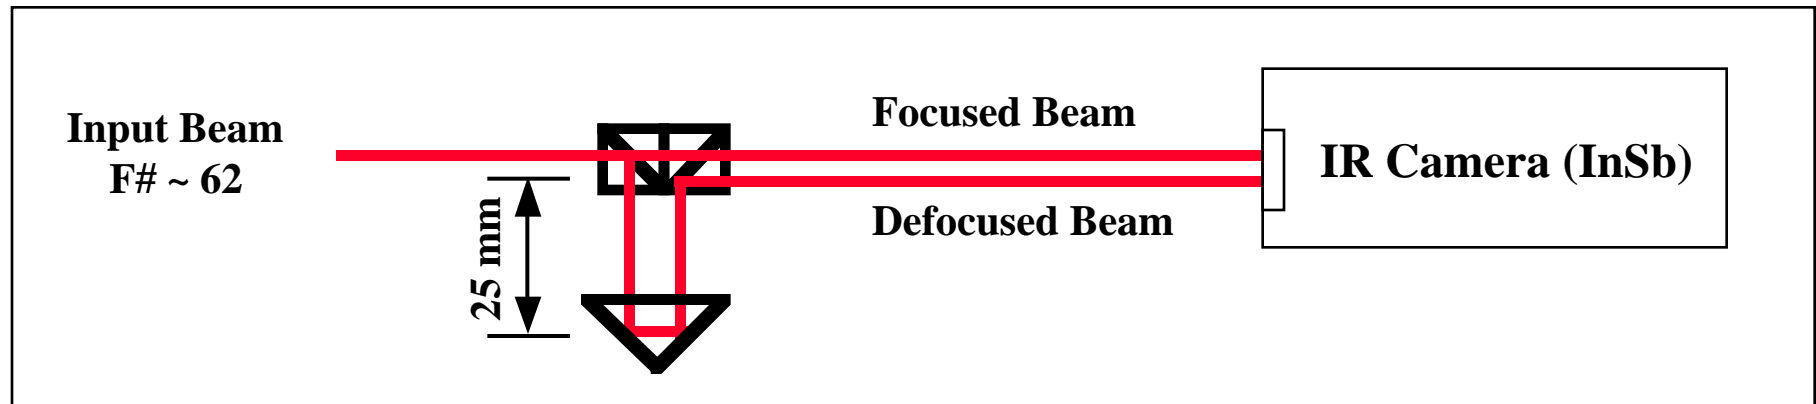 Input Beam
F# ~ 62
25 mm
Focused Beam
Defocused Beam
IR Camera (InSb)